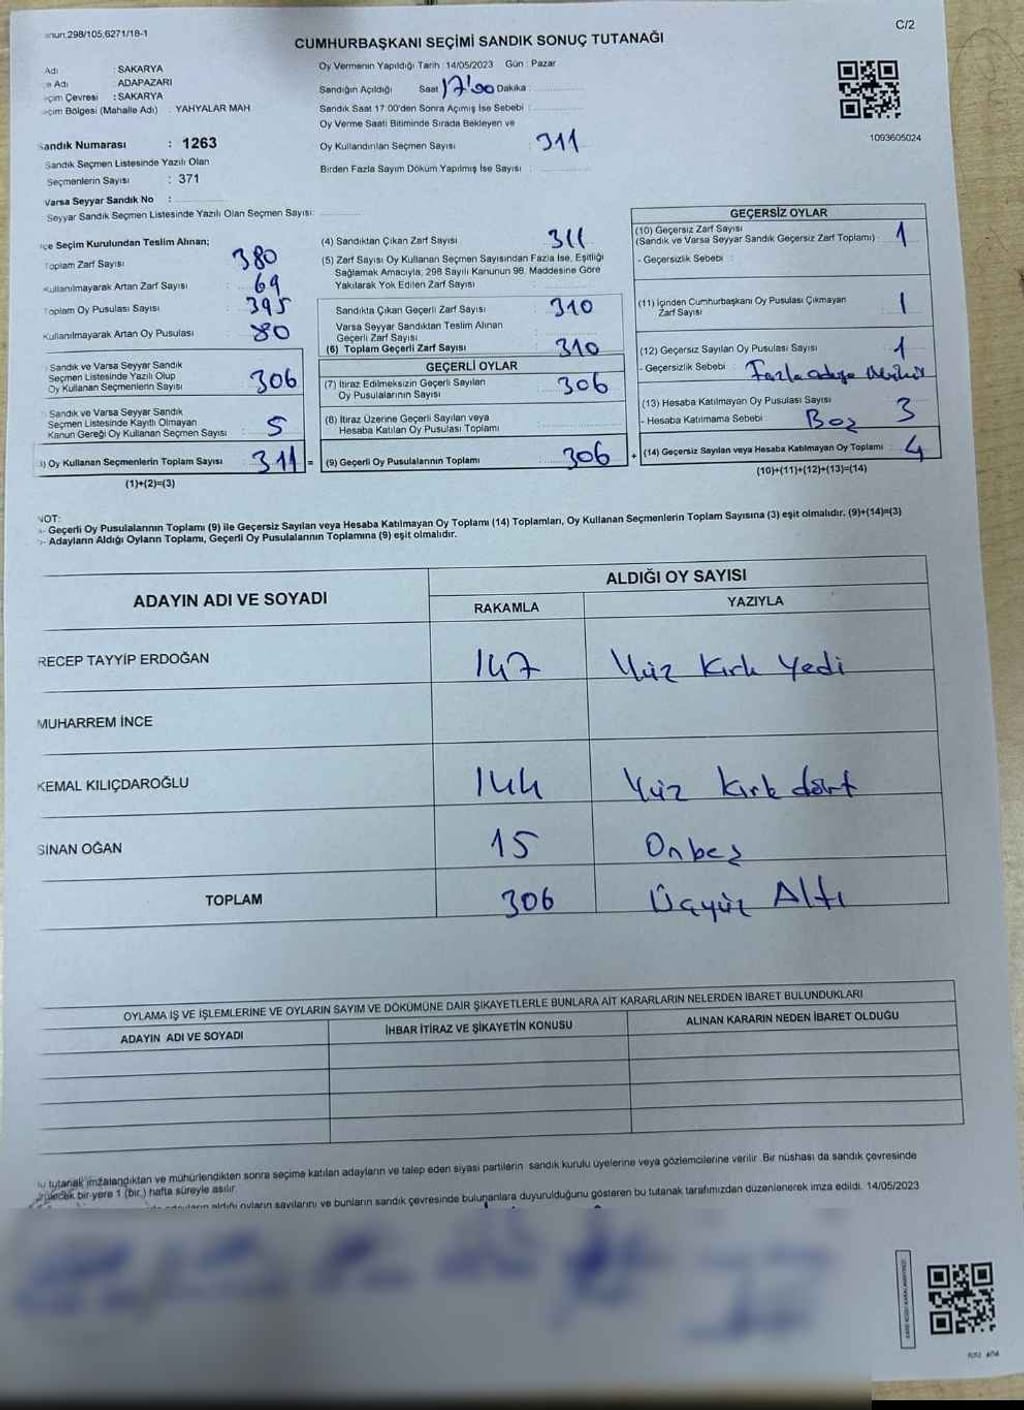 298/105,6271/18-1
C/2
CUMHURBAŞKANI SEÇİMİ SANDIK SONUÇ TUTANAĞI
Adı : SAKARYA
Adı : ADAPAZARI
Çevresi : SAKARYA
Bölgesi (Mahalle Adı) : YAHYALAR MAH
Oy Vermenin Yapıldığı Tarih : 14/05/2023 Gün : Pazar
Sandığın Açıldığı Saat 17:00 Dakika
Sandık Saat 17.00'den Sonra Açımış İse Sebebi :
Oy Verme Saati Bitiminde Sırada Bekleyen ve
Oy Kullandırılan Seçmen Sayısı : 311
Birden Fazla Sayım Döküm Yapılmış İse Sayısı :
1093605024
Sandık Numarası : 1263
Sandık Seçmen Listesinde Yazılı Olan
Seçmenlerin Sayısı : 371
Varsa Seyyar Sandık No :
Seyyar Sandık Seçmen Listesinde Yazılı Olan Seçmen Sayısı:
Seçim Kurulundan Teslim Alınan;
Toplam Zarf Sayısı 380
Kullanılmayarak Artan Zarf Sayısı : 69
Toplam Oy Pusulası Sayısı : 395
Kullanılmayarak Artan Oy Pusulası : 80
Sandık ve Varsa Seyyar Sandık
Seçmen Listesinde Yazılı Olup
Oy Kullanan Seçmenlerin Sayısı 306
Sandık ve Varsa Seyyar Sandık
Seçmen Listesinde Kayıtlı Olmayan
Kanun Gereği Oy Kullanan Seçmen Sayısı : 5
Oy Kullanan Seçmenlerin Toplam Sayısı 311 =
(1)+(2)=(3)
(4) Sandıktan Çıkan Zarf Sayısı 311
(5) Zarf Sayısı Oy Kullanan Seçmen Sayısından Fazla İse, Eşitliği
Sağlamak Amacıyla, 298 Sayılı Kanunun 98. Maddesine Göre
Yakılarak Yok Edilen Zarf Sayısı :
Sandıkta Çıkan Geçerli Zarf Sayısı : 310
Varsa Seyyar Sandıktan Teslim Alınan
Geçerli Zarf Sayısı
(6) Toplam Geçerli Zarf Sayısı 310
GEÇERLİ OYLAR
(7) İtiraz Edilmeksizin Geçerli Sayılan
Oy Pusulalarının Sayısı : 306
(8) İtiraz Üzerine Geçerli Sayılan veya
Hesaba Katılan Oy Pusulası Toplamı :
(9) Geçerli Oy Pusulalarının Toplamı : 306 +
GEÇERSİZ OYLAR
(10) Geçersiz Zarf Sayısı
(Sandık ve Varsa Seyyar Sandık Geçersiz Zarf Toplamı) : 1
- Geçersizlik Sebebi :
(11) İçinden Cumhurbaşkanı Oy Pusulası Çıkmayan
Zarf Sayısı : 1
(12) Geçersiz Sayılan Oy Pusulası Sayısı : 1
- Geçersizlik Sebebi : Fazla
(13) Hesaba Katılmayan Oy Pusulası Sayısı 3
- Hesaba Katılmama Sebebi : Boz
(14) Geçersiz Sayılan veya Hesaba Katılmayan Oy Toplamı : 4
(10)+(11)+(12)+(13)=(14)
NOT:
- Geçerli Oy Pusulalarının Toplamı (9) ile Geçersiz Sayılan veya Hesaba Katılmayan Oy Toplamı (14) Toplamları, Oy Kullanan Seçmenlerin Toplam Sayısına (3) eşit olmalıdır. (9)+(14)=(3)
- Adayların Aldığı Oyların Toplamı, Geçerli Oy Pusulalarının Toplamına (9) eşit olmalıdır.
ADAYIN ADI VE SOYADI
ALDIĞI OY SAYISI
RAKAMLA YAZIYLA
RECEP TAYYİP ERDOĞAN 147 Yüz Kırk Yedi
MUHARREM İNCE
KEMAL KILIÇDAROĞLU 144 Yüz Kırk dört
SİNAN OĞAN 15 Onbeş
TOPLAM 306 Üçyüz Altı
OYLAMA İŞ VE İŞLEMLERİNE VE OYLARIN SAYIM VE DÖKÜMÜNE DAİR ŞİKAYETLERLE BUNLARA AİT KARARLARIN NELERDEN İBARET BULUNDUKLARI
ADAYIN ADI VE SOYADI İHBAR İTİRAZ VE ŞİKAYETİN KONUSU ALINAN KARARIN NEDEN İBARET OLDUĞU
tutanak imzalandıktan ve mühürlendikten sonra seçime katılan adayların ve talep eden siyasi partilerin sandık kurulu üyelerine veya gözlemcilerine verilir. Bir nüshası da sandık çevresinde
bir yere 1 (bir.) hafta süreyle asılır.
aldığı oyların sayılarını ve bunların sandık çevresinde bulunanlara duyurulduğunu gösteren bu tutanak tarafımızdan düzenlenerek imza edildi. 14/05/2023